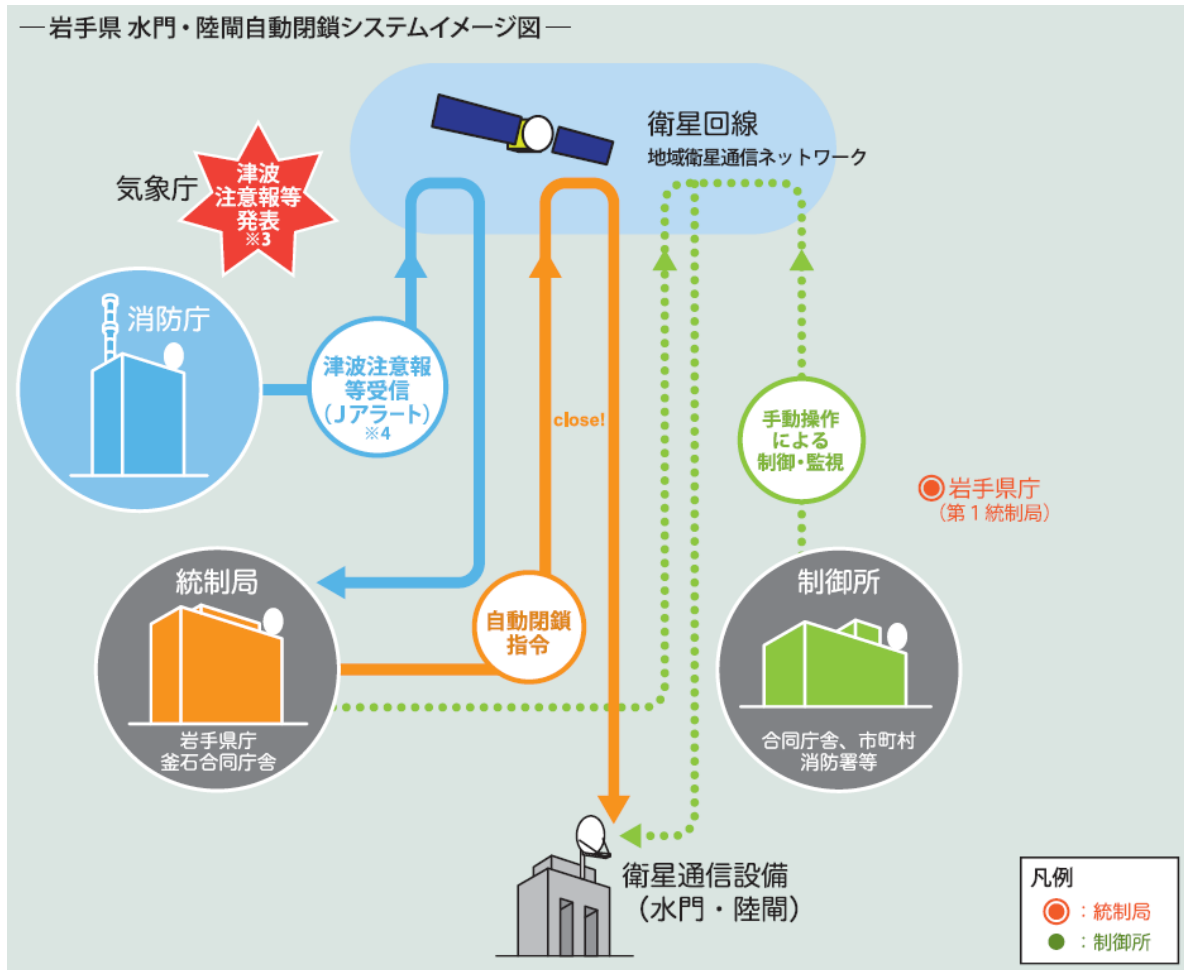 ―岩手県 水門・陸閘自動閉鎖システムイメージ図―
衛星回線
地域衛星通信ネットワーク
気象庁
津波
注意報等
発表
※3
消防庁
津波注意報
等受信
（Jアラート）
※4
close!
手動操作
による
制御・監視
岩手県庁
（第1統制局）
統制局
岩手県庁
釜石合同庁舎
自動閉鎖
指令
制御所
合同庁舎、市町村
消防署等
衛星通信設備
（水門・陸閘）
凡例
：統制局
：制御所